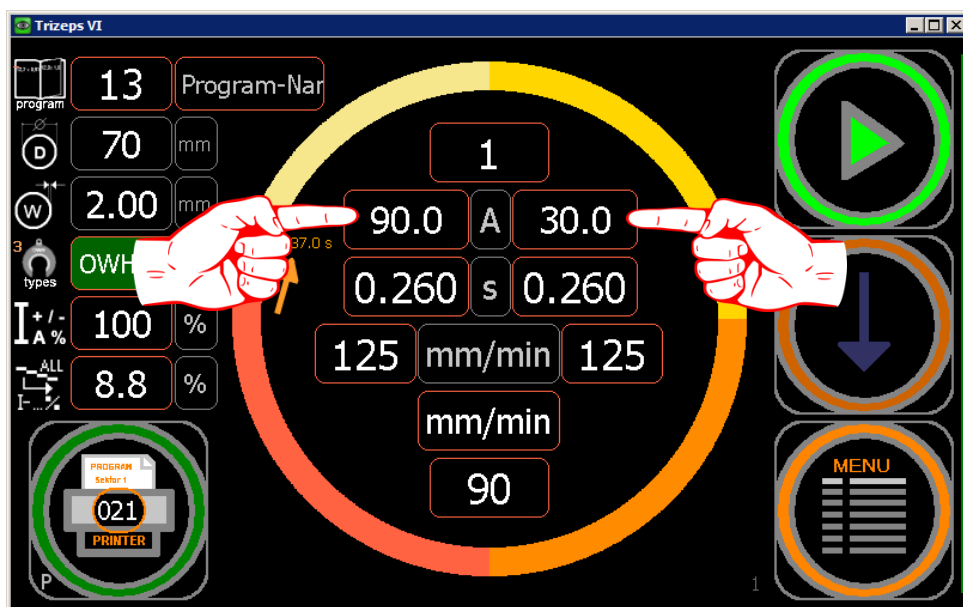 Trizeps VI
program 13 Program-Nar
D 70 mm
W 2.00 mm
3 types OWH
37.0 s
I + / - A % 100 %
ALL I-...% 8.8 %
1
90.0 A 30.0
0.260 s 0.260
125 mm/min 125
mm/min
90
PROGRAM
Sektor 1
021
PRINTER
P
MENU
1